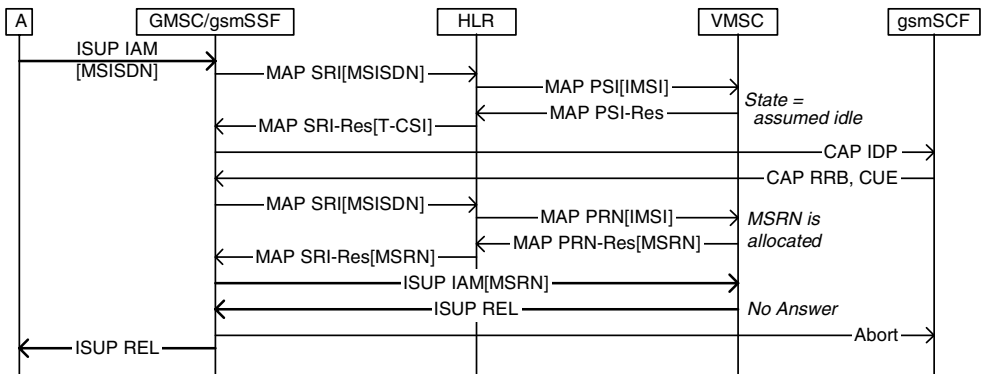 A GMSC/gsmSSF HLR VMSC gsmSCF
ISUP IAM
[MSISDN]
MAP SRI[MSISDN]
MAP PSI[IMSI]
State =
MAP PSI-Res
assumed idle
MAP SRI-Res[T-CSI]
CAP IDP
CAP RRB, CUE
MAP SRI[MSISDN]
MAP PRN[IMSI]
MSRN is
MAP PRN-Res[MSRN]
allocated
MAP SRI-Res[MSRN]
ISUP IAM[MSRN]
ISUP REL
No Answer
Abort
ISUP REL